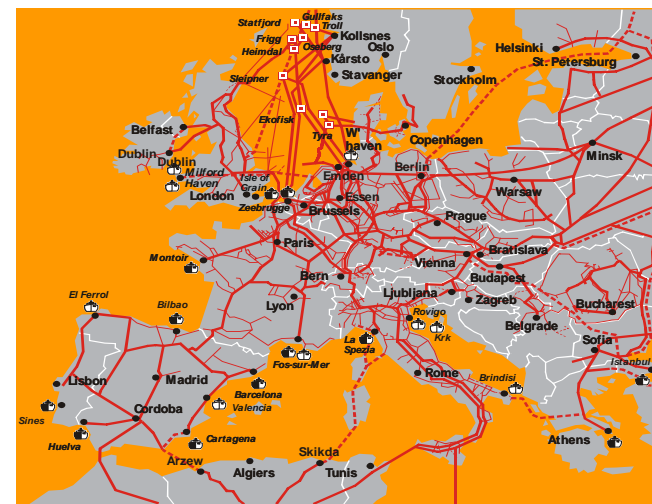 Statfjord
Gullfaks
Troll
Frigg
Kollsnes
Heimdal
Oseberg
Oslo
Helsinki
St. Petersburg
Kårsto
Sleipner
Stavanger
Stockholm
Ekofisk
Belfast
Tyra
W'
haven
Copenhagen
Dublin
Dublin
Minsk
Milford
Haven
Isle of
Grain
Emden
Berlin
London
Zeebrugge
Essen
Brussels
Warsaw
Prague
Paris
Montoir
Vienna
Bratislava
Bern
Budapest
El Ferrol
Bilbao
Lyon
Ljubljana
Zagreb
Rovigo
Bucharest
Krk
Belgrade
La
Spezia
Sofia
Fos-sur-Mer
Istanbul
Lisbon
Madrid
Rome
Brindisi
Barcelona
Valencia
Sines
Cordoba
Huelva
Cartagena
Athens
Arzew
Algiers
Skikda
Tunis